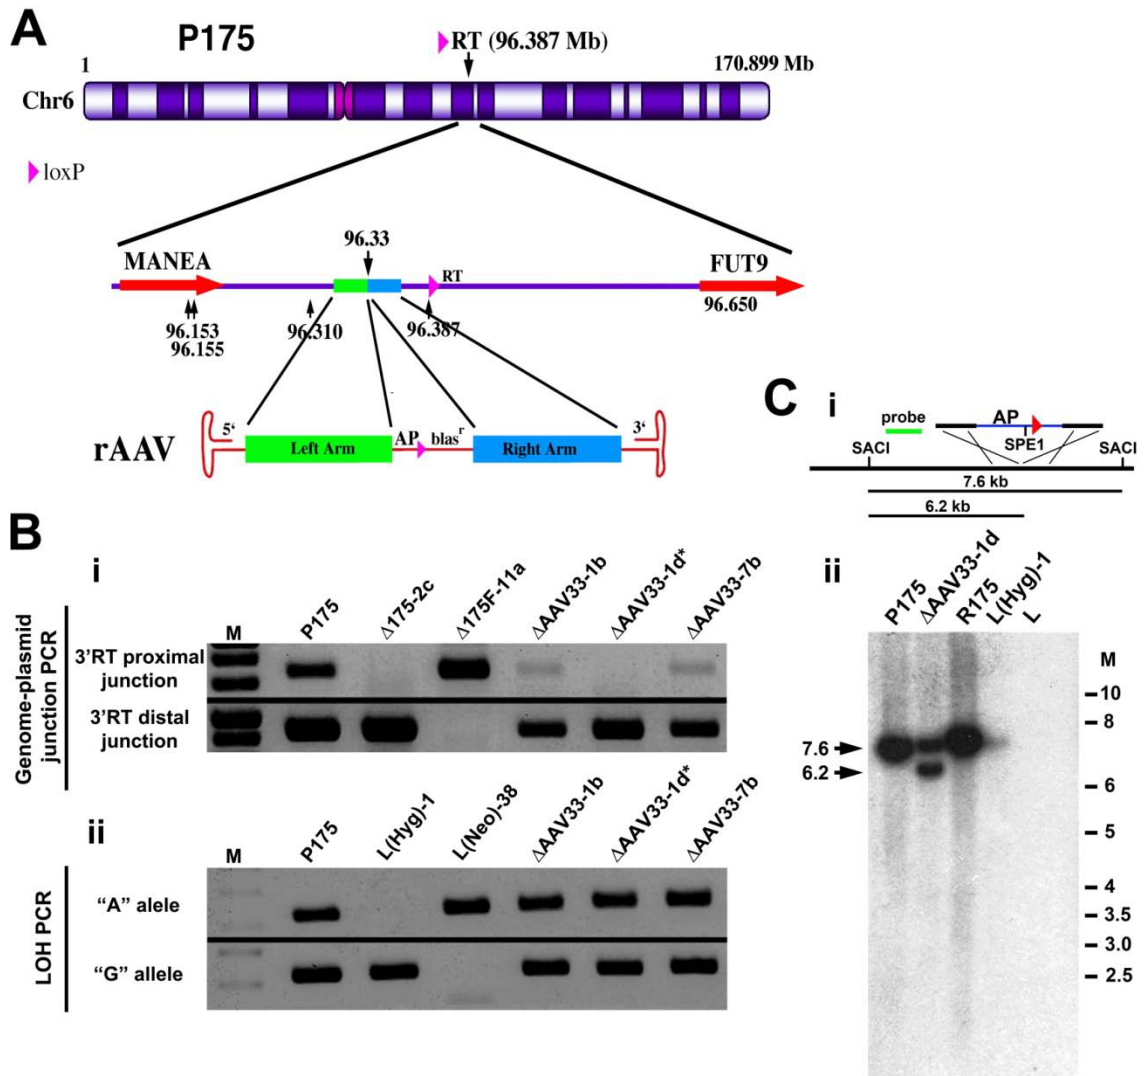 A
P175
RT (96.387 Mb)
1
170.899 Mb
Chr6
loxP
96.33
MANEA
RT
FUT9
96.153
96.155
96.310
96.387
96.650
rAAV
5‘
Left Arm
AP
blasʳ
Right Arm
3‘
B
i
Genome-plasmid
junction PCR
M
P175
Δ175-2c
Δ175F-11a
ΔAAV33-1b
ΔAAV33-1d*
ΔAAV33-7b
3’RT proximal
junction
3’RT distal
junction
ii
LOH PCR
M
P175
L(Hyg)-1
L(Neo)-38
ΔAAV33-1b
ΔAAV33-1d*
ΔAAV33-7b
“A” alele
“G” allele
C
i
probe
AP
SACI
SPE1
SACI
7.6 kb
6.2 kb
ii
P175
ΔAAV33-1d
R175
L(Hyg)-1
L
M
10
8
7.6
6.2
6
5
4
3.5
3.0
2.5